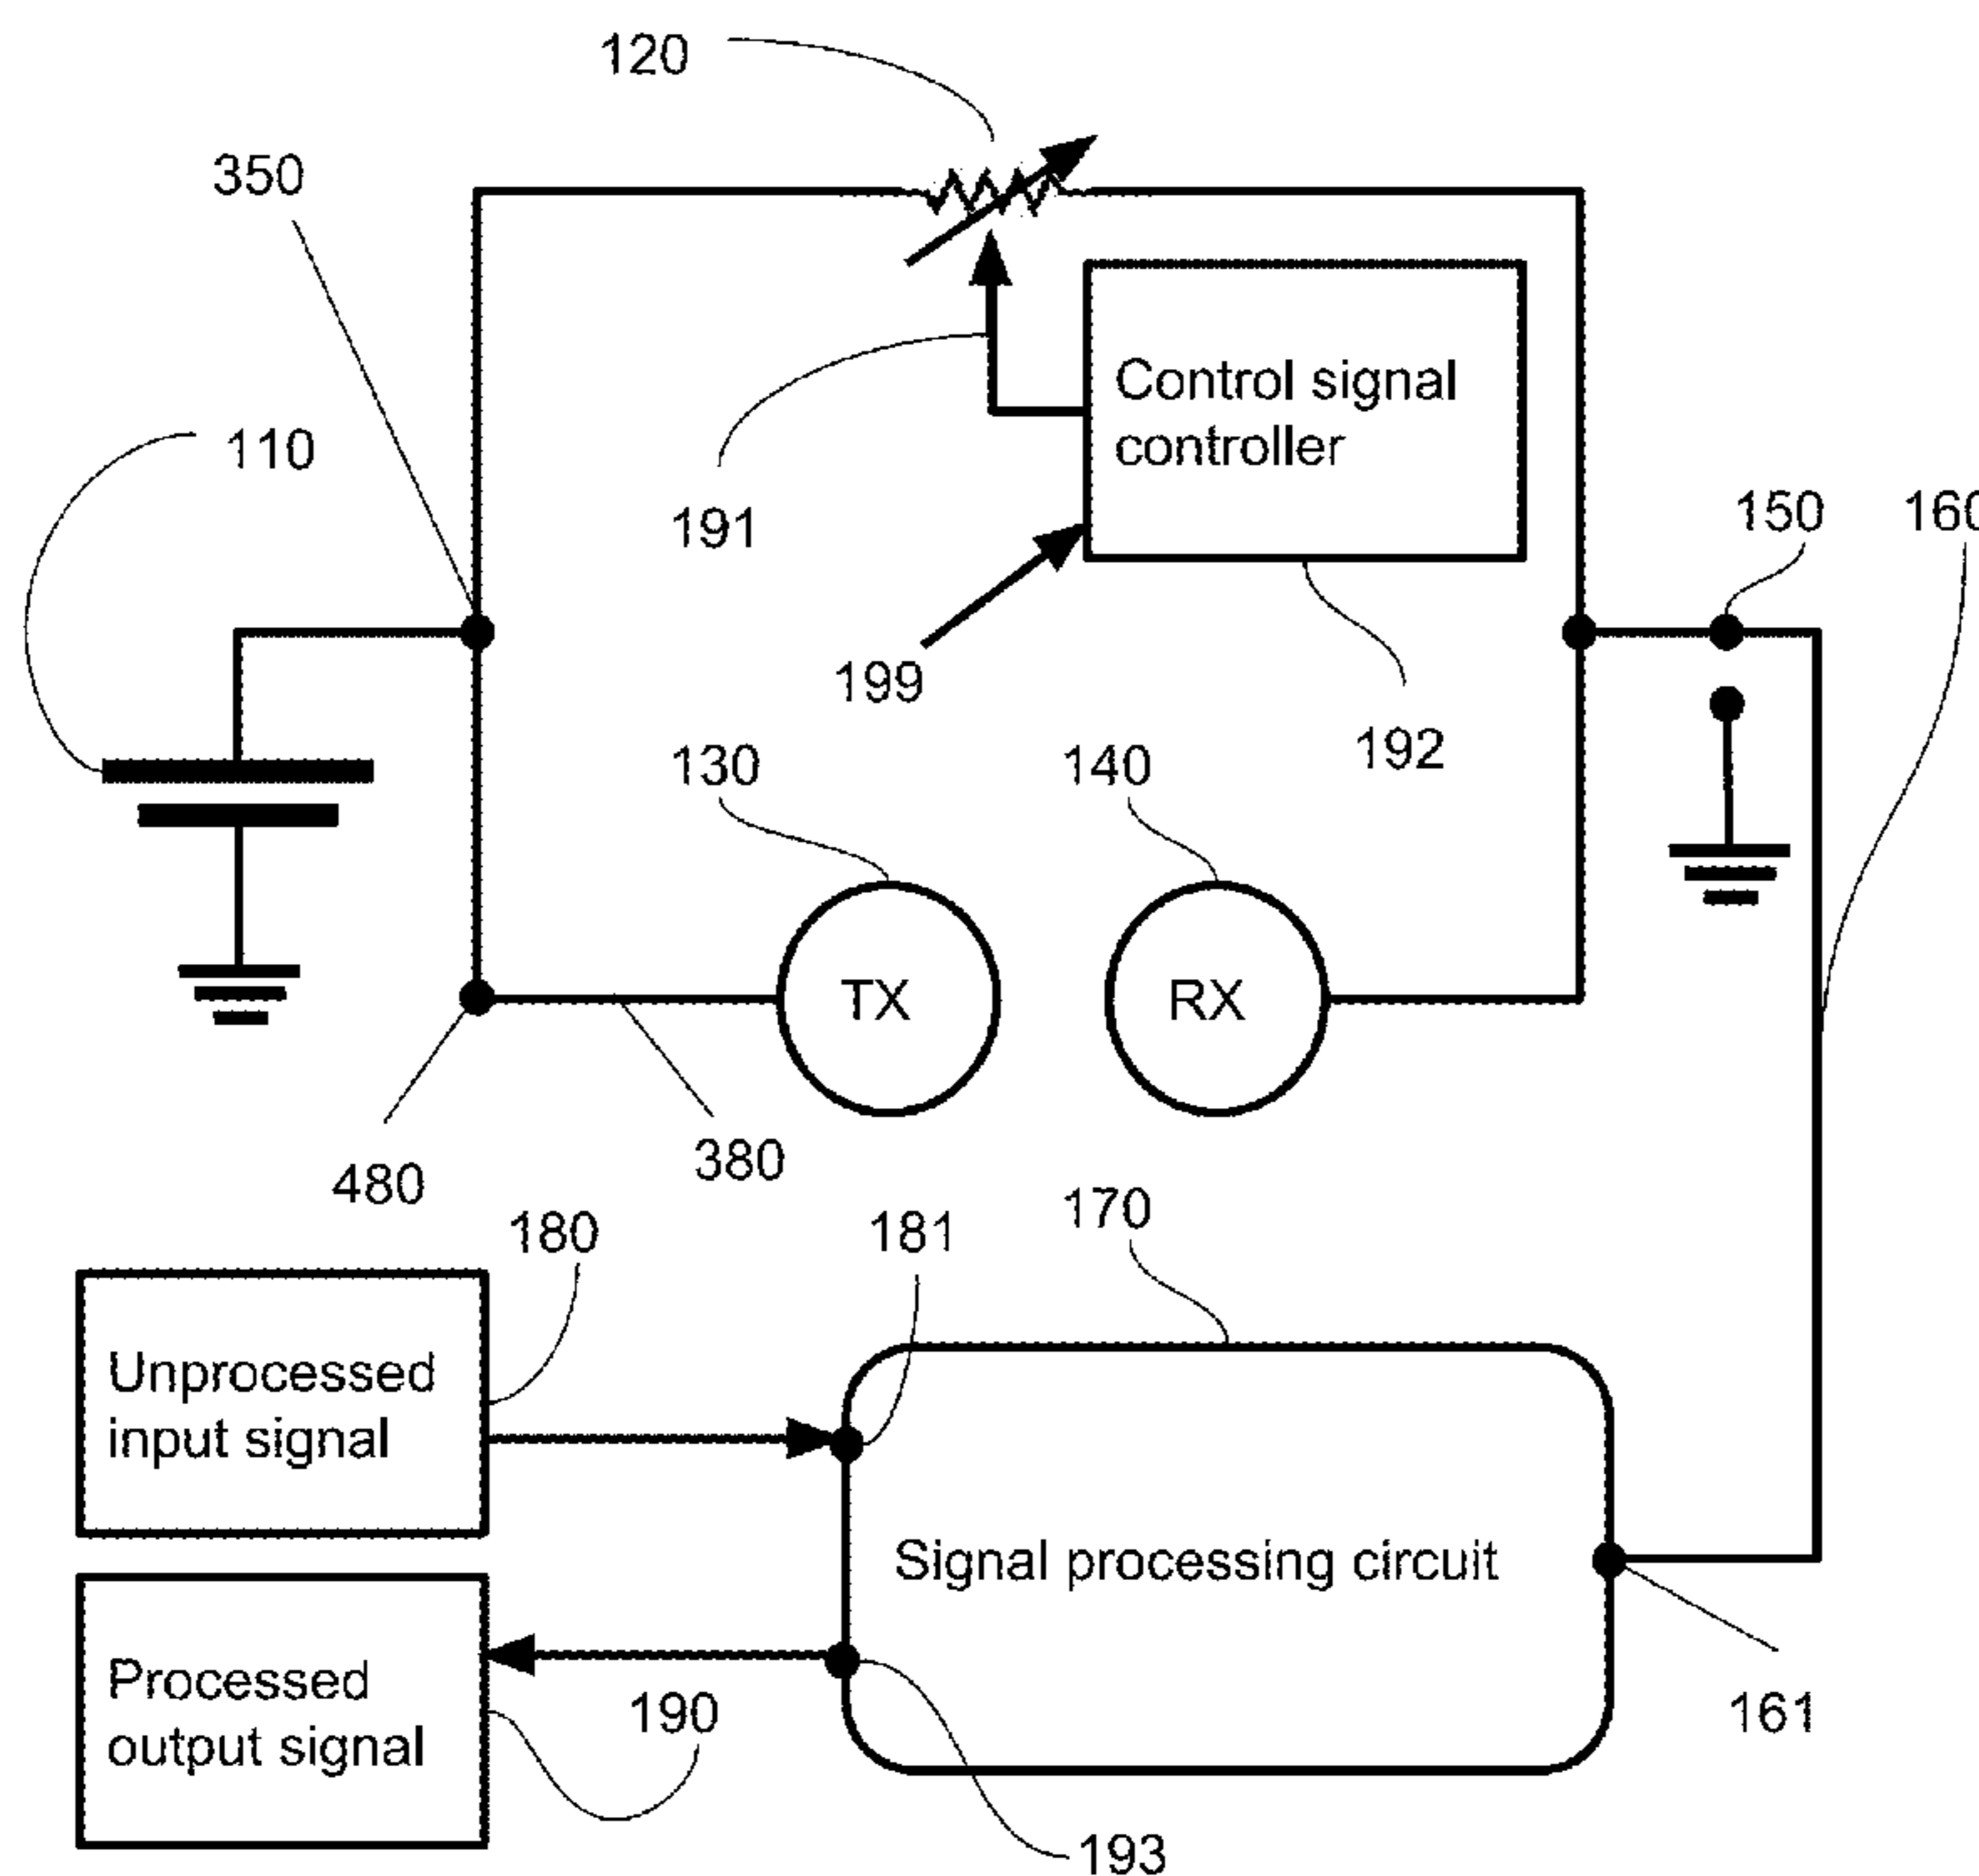 120
350
110
Control signal
controller
191
150
160
199
192
130
140
TX
RX
480
380
180
181
170
Unprocessed
input signal
Signal processing circuit
Processed
output signal
190
161
193